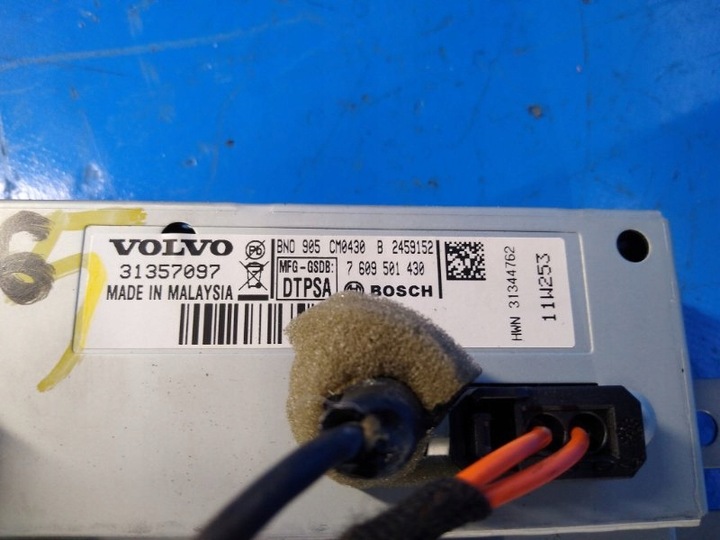 VOLVO
31357097
MADE IN MALAYSIA
BNO 905 CM0430 B 2459152
MFG-GSDB: 7 609 501 430
DTPSA BOSCH
HWN 31344762
11W253